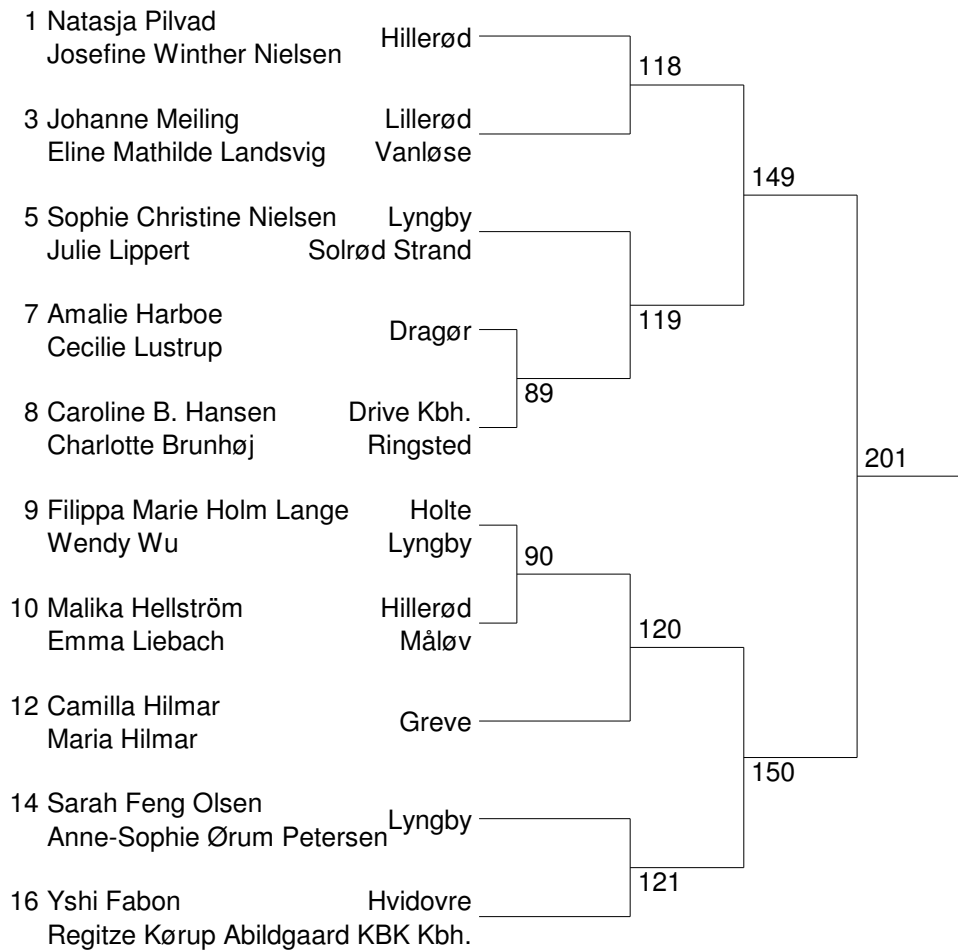 1 Natasja Pilvad
Josefine Winther Nielsen Hillerød
118
3 Johanne Meiling Lillerød
Eline Mathilde Landsvig Vanløse
149
5 Sophie Christine Nielsen Lyngby
Julie Lippert Solrød Strand
7 Amalie Harboe
Cecilie Lustrup Dragør
119
89
8 Caroline B. Hansen Drive Kbh.
Charlotte Brunhøj Ringsted
201
9 Filippa Marie Holm Lange Holte
Wendy Wu Lyngby
90
10 Malika Hellström Hillerød
Emma Liebach Måløv
120
12 Camilla Hilmar
Maria Hilmar Greve
150
14 Sarah Feng Olsen
Anne-Sophie Ørum Petersen Lyngby
121
16 Yshi Fabon Hvidovre
Regitze Kørup Abildgaard KBK Kbh.